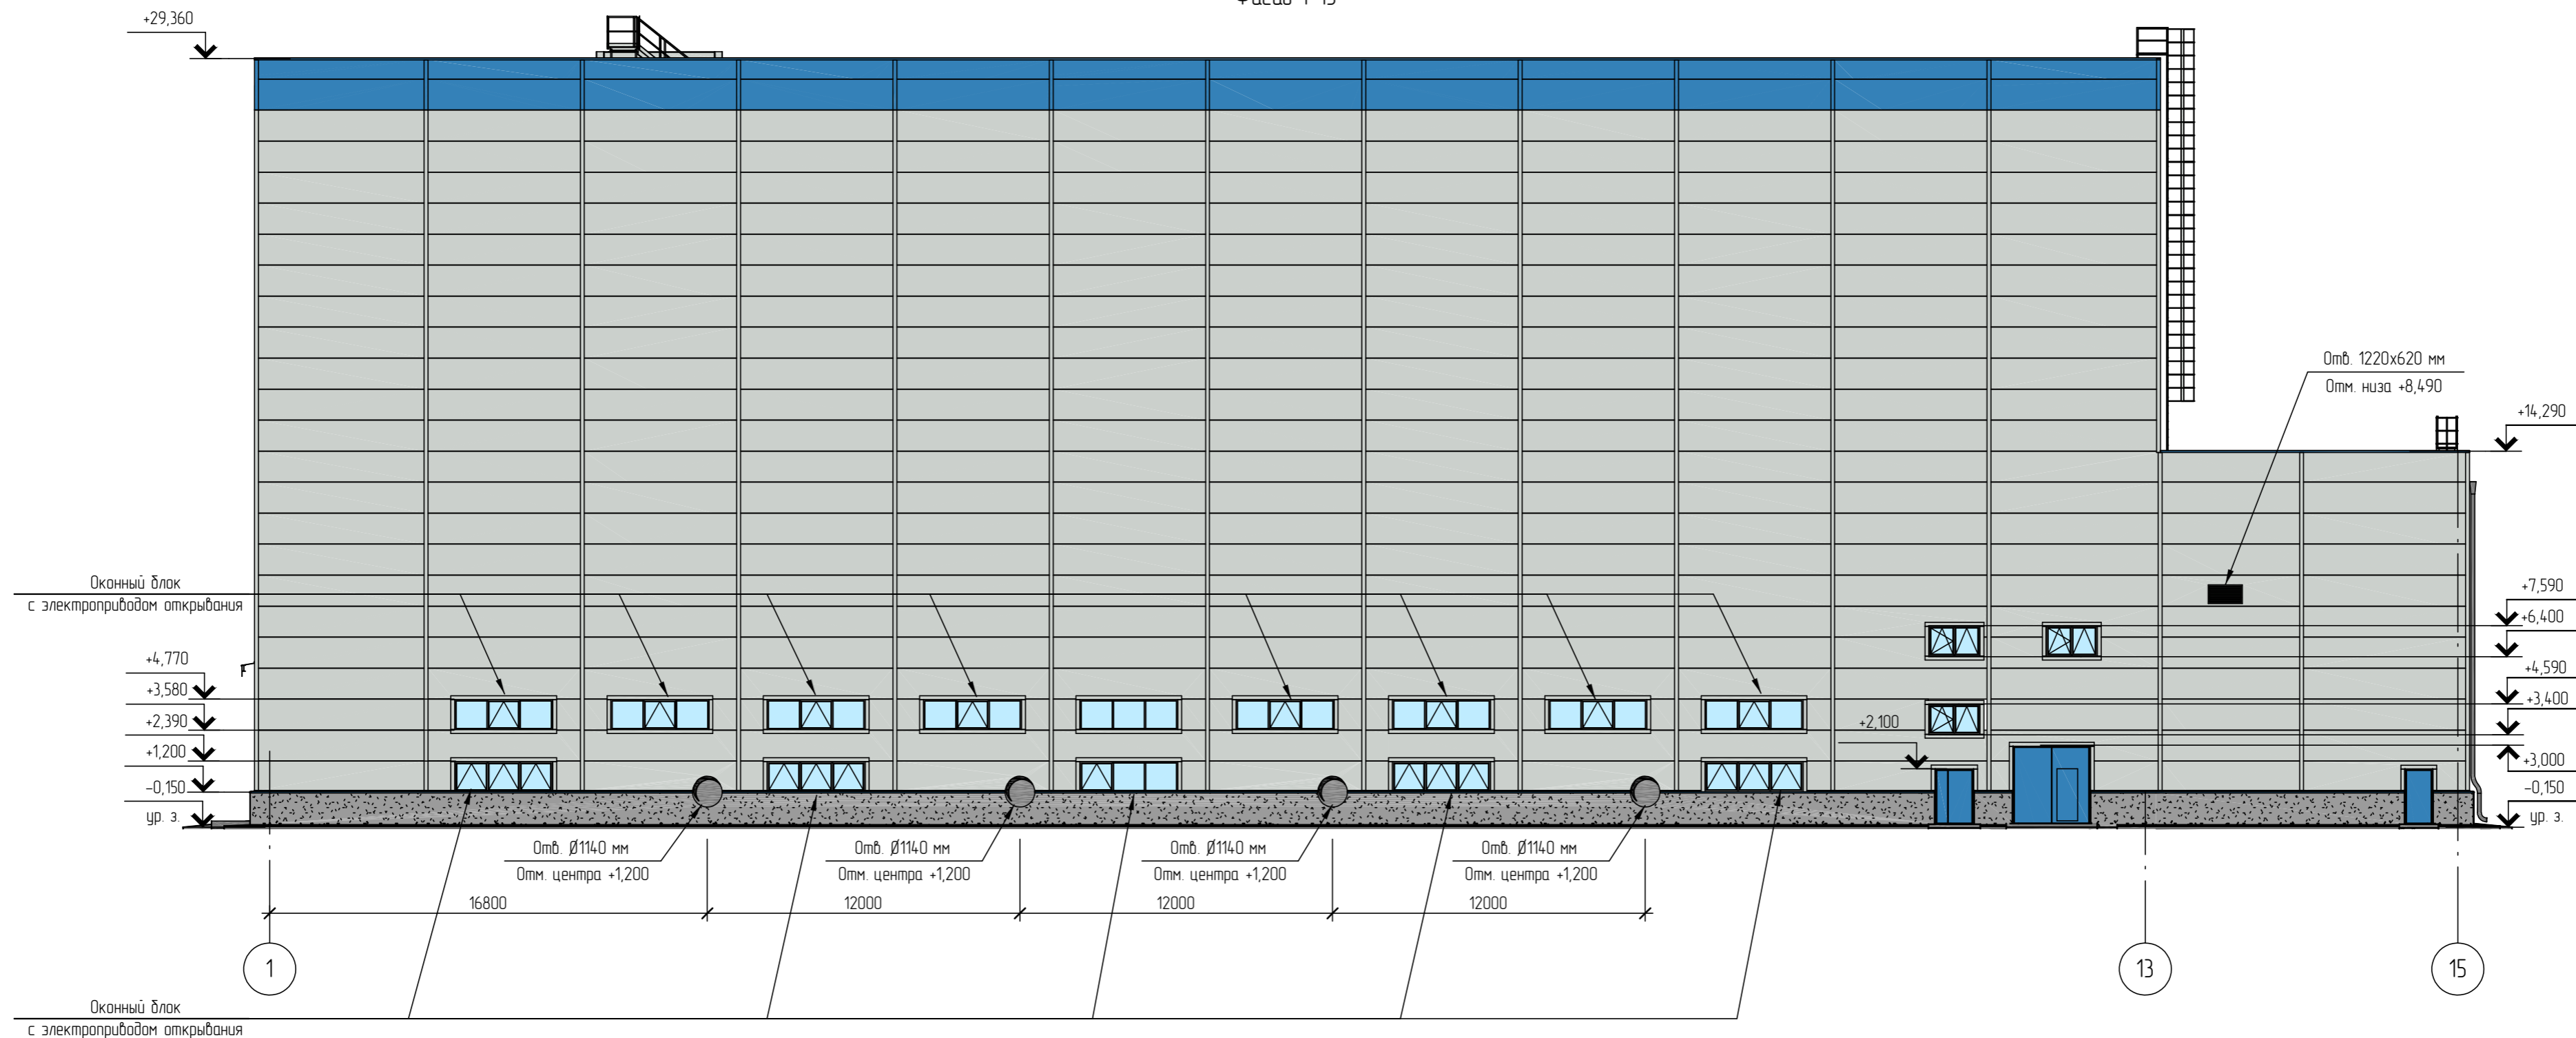 +29,360
Отв. 1220х620 мм
Отм. низа +8,490
+14,290
Оконный блок
с электроприводом открывания
+7,590
+6,400
+4,770
+3,580
+2,390
+1,200
-0,150
ур. з.
+4,590
+3,400
+2,100
+3,000
-0,150
ур. з.
Отв. Ø1140 мм
Отм. центра +1,200
Отв. Ø1140 мм
Отм. центра +1,200
Отв. Ø1140 мм
Отм. центра +1,200
Отв. Ø1140 мм
Отм. центра +1,200
16800
12000
12000
12000
1
13
15
Оконный блок
с электроприводом открывания